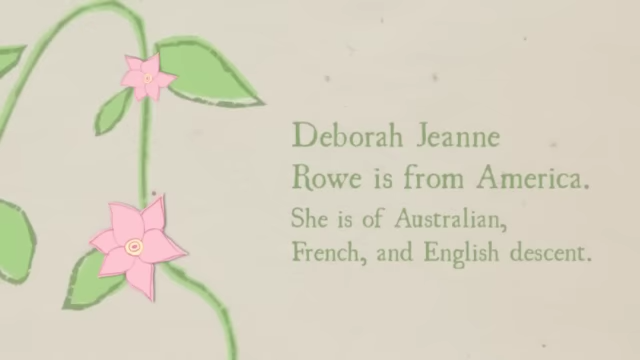 Deborah Jeanne
Rowe is from America.
She is of Australian,
French, and English descent.